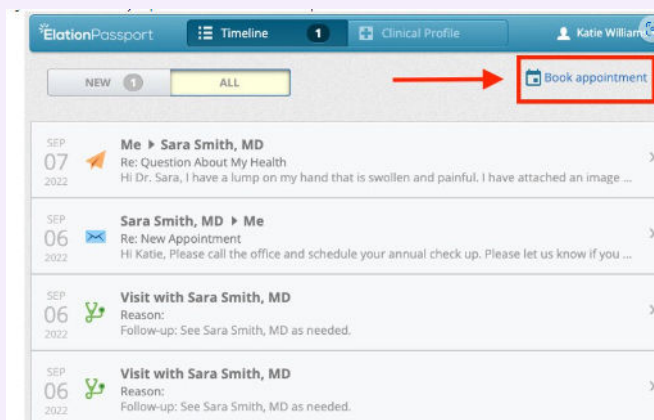 ElationPassport
Timeline 1
Clinical Profile
Katie William
NEW 1
ALL
Book appointment
SEP
07
2022
Me ▸ Sara Smith, MD
Re: Question About My Health
Hi Dr. Sara, I have a lump on my hand that is swollen and painful. I have attached an image ...
SEP
06
2022
Sara Smith, MD ▸ Me
Re: New Appointment
Hi Katie, Please call the office and schedule your annual check up. Please let us know if you ...
SEP
06
2022
Visit with Sara Smith, MD
Reason:
Follow-up: See Sara Smith, MD as needed.
SEP
06
2022
Visit with Sara Smith, MD
Reason:
Follow-up: See Sara Smith, MD as needed.